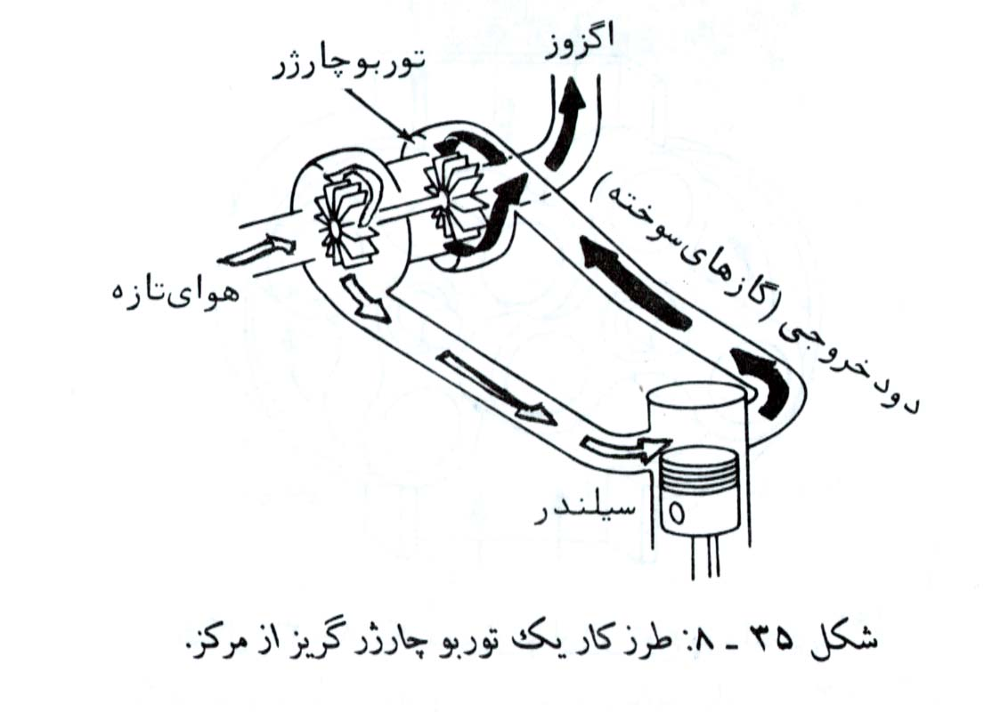 اگزوز
توربوچارژر
دود خروجی (گازهای سوخته)
هوای تازه
سیلندر
شکل ۳۵ - ۸: طرز کار یک توربو چارژر گریز از مرکز.